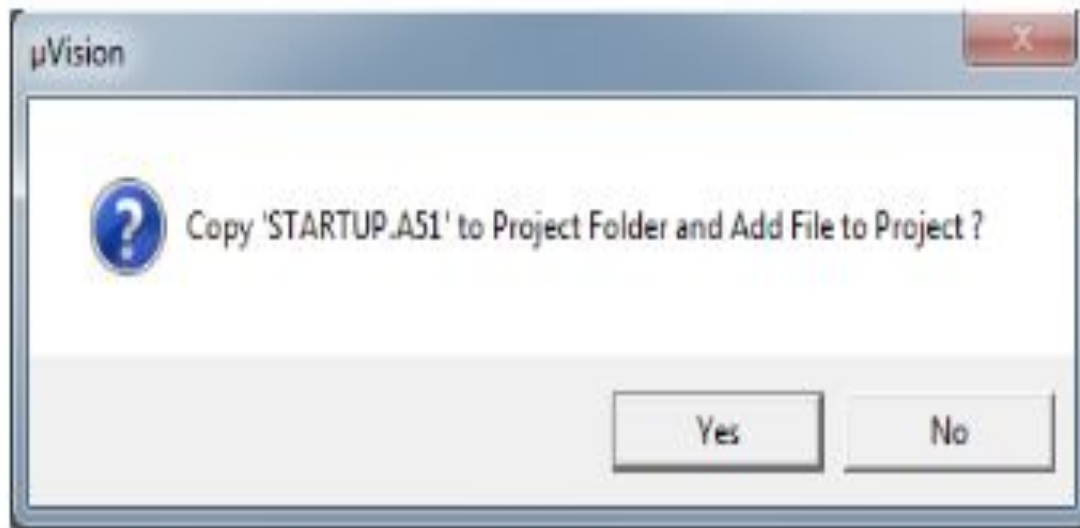 µVision
X
?
Copy 'STARTUP.A51' to Project Folder and Add File to Project ?
Yes
No